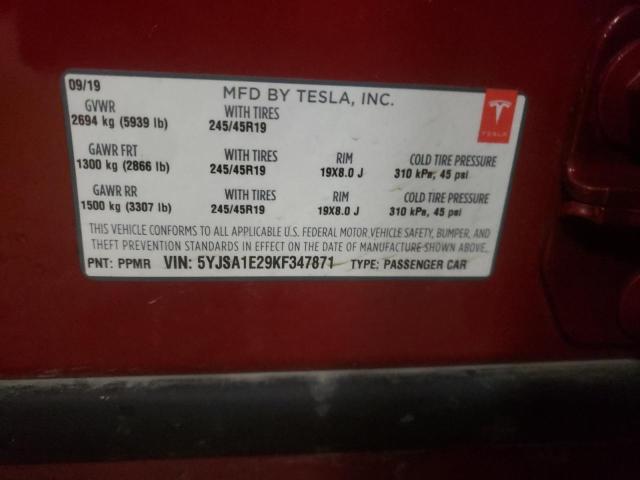 09/19 MFD BY TESLA, INC.
GVWR WITH TIRES
2694 kg (5939 lb) 245/45R19
TESLA
GAWR FRT WITH TIRES RIM COLD TIRE PRESSURE
1300 kg (2866 lb) 245/45R19 19X8.0 J 310 kPa, 45 psi
GAWR RR WITH TIRES RIM COLD TIRE PRESSURE
1500 kg (3307 lb) 245/45R19 19X8.0 J 310 kPa, 45 psi
THIS VEHICLE CONFORMS TO ALL APPLICABLE U.S. FEDERAL MOTOR VEHICLE SAFETY, BUMPER, AND
THEFT PREVENTION STANDARDS IN EFFECT ON THE DATE OF MANUFACTURE SHOWN ABOVE.
PNT: PPMR VIN: 5YJSA1E29KF347871 TYPE: PASSENGER CAR